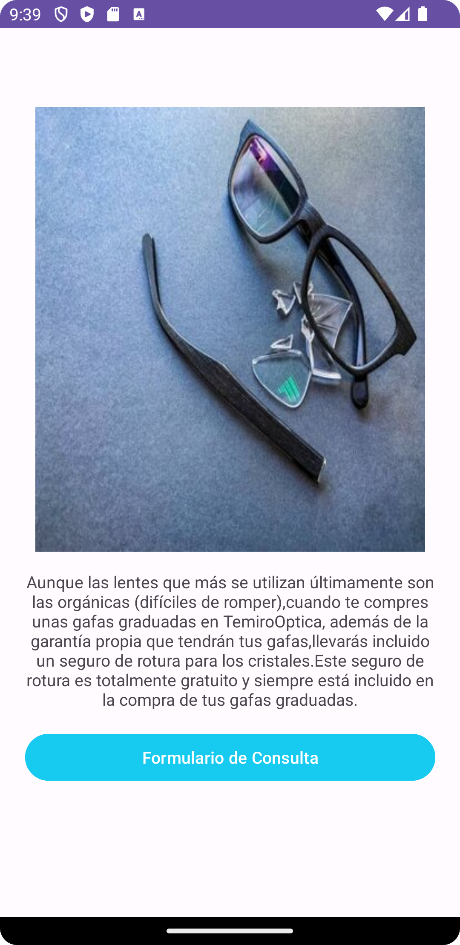 9:39
Aunque las lentes que más se utilizan últimamente son
las orgánicas (difíciles de romper),cuando te compres
unas gafas graduadas en TemiroOptica, además de la
garantía propia que tendrán tus gafas,llevarás incluido
un seguro de rotura para los cristales.Este seguro de
rotura es totalmente gratuito y siempre está incluido en
la compra de tus gafas graduadas.
Formulario de Consulta